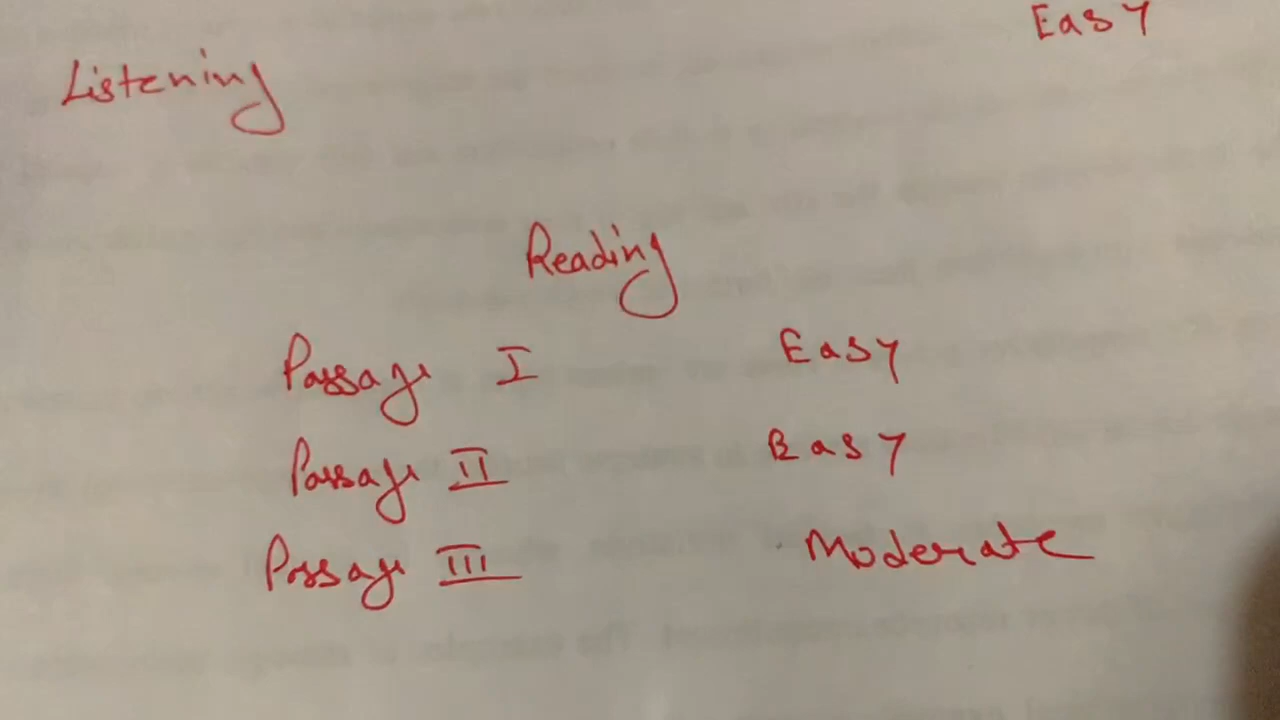 Listening Easy
Reading
Passage I Easy
Passage II Easy
Passage III Moderate